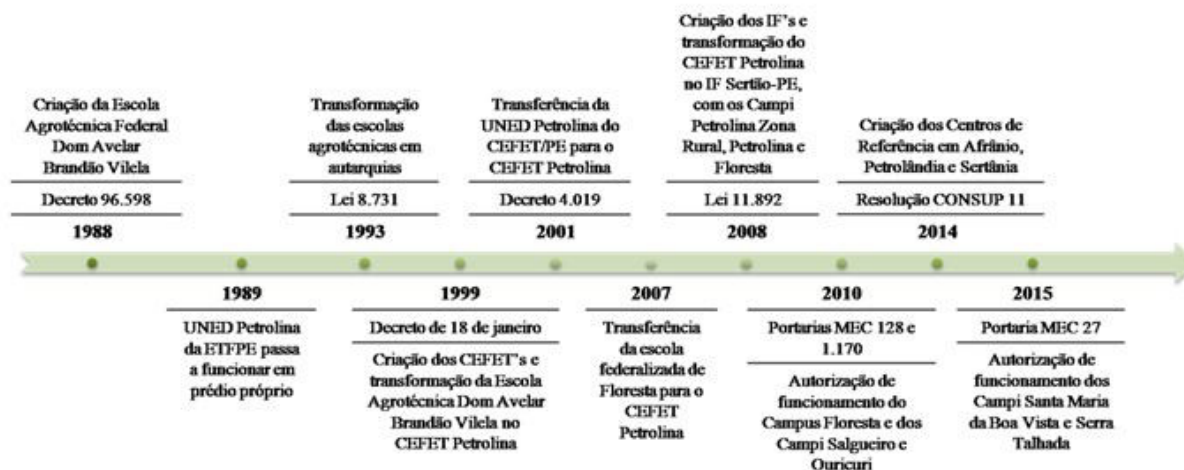 Criação da Escola
Agrotécnica Federal
Dom Avelar
Brandão Vilela
Decreto 96.598
1988
Transformação
das escolas
agrotécnicas em
autarquias
Lei 8.731
1993
Transferência da
UNED Petrolina do
CEFET/PE para o
CEFET Petrolina
Decreto 4.019
2001
Criação dos IF's e
transformação do
CEFET Petrolina
no IF Sertão-PE,
com os Campi
Petrolina Zona
Rural, Petrolina e
Floresta
Lei 11.892
2008
Criação dos Centros de
Referência em Afrânio,
Petrolândia e Sertânia
Resolução CONSUP 11
2014
1989
UNED Petrolina
da ETFPE passa
a funcionar em
prédio próprio
1999
Decreto de 18 de janeiro
Criação dos CEFET's e
transformação da Escola
Agrotécnica Dom Avelar
Brandão Vilela no
CEFET Petrolina
2007
Transferência
da escola
federalizada de
Floresta para o
CEFET
Petrolina
2010
Portarias MEC 128 e
1.170
Autorização de
funcionamento do
Campus Floresta e dos
Campi Salgueiro e
Ouricuri
2015
Portaria MEC 27
Autorização de
funcionamento dos
Campi Santa Maria
da Boa Vista e Serra
Talhada